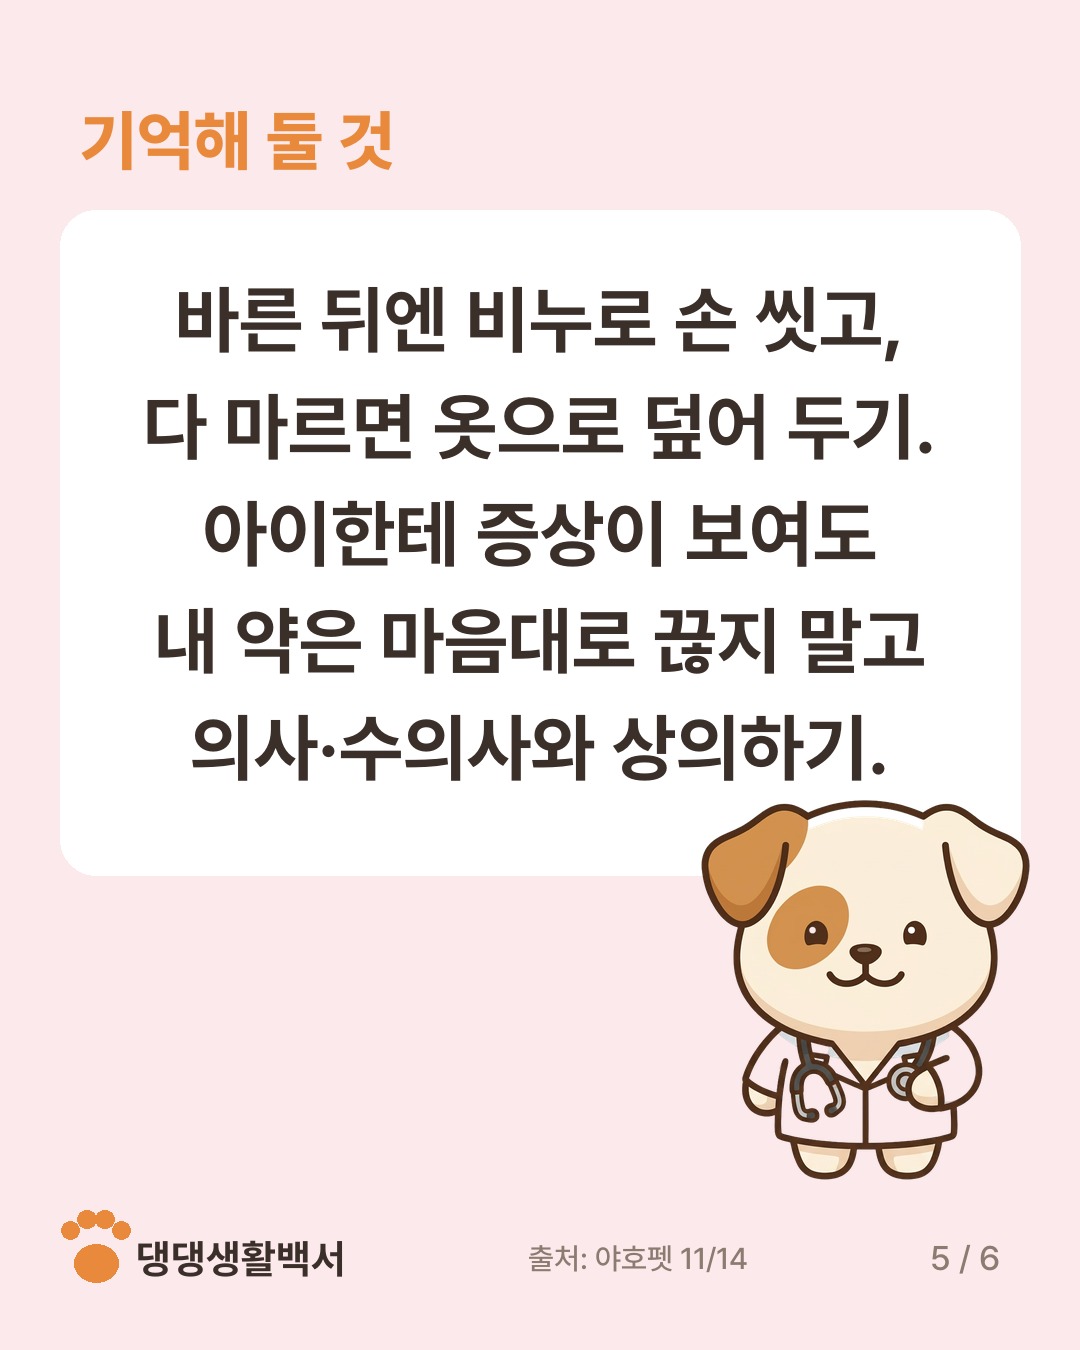 기억해 둘 것
바른 뒤엔 비누로 손 씻고,
다 마르면 옷으로 덮어 두기.
아이한테 증상이 보여도
내 약은 마음대로 끊지 말고
의사·수의사와 상의하기.
댕댕생활백서
출처: 야호펫 11/14
5 / 6